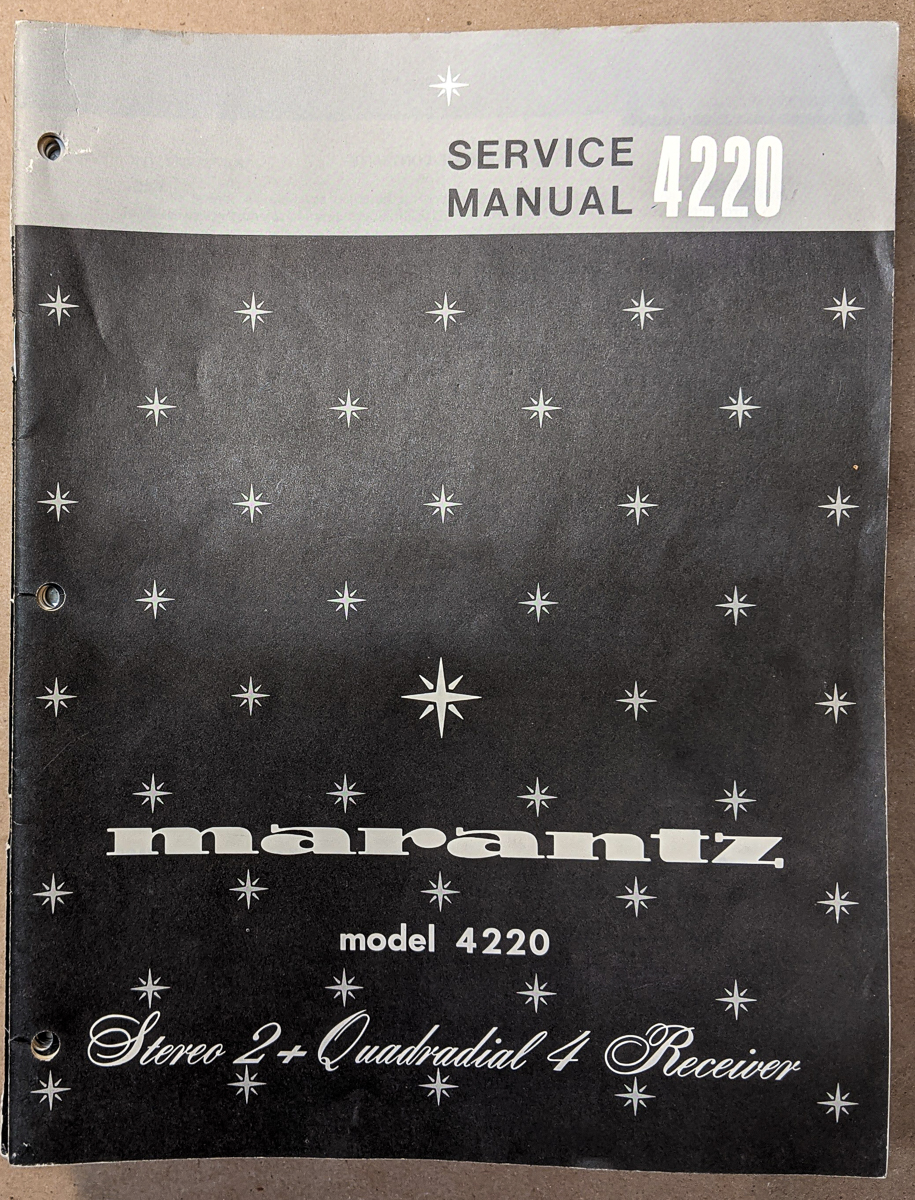 SERVICE
MANUAL 4220
marantz
model 4220
Stereo 2 + Quadradial 4 Receiver